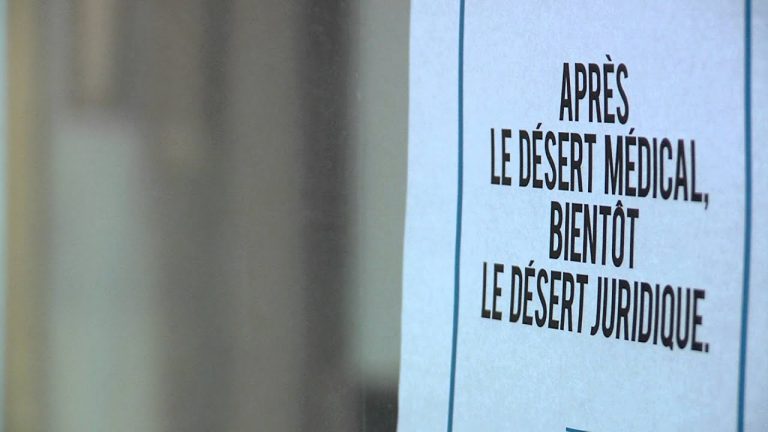 APRÈS
LE DÉSERT MÉDICAL,
BIENTÔT
LE DÉSERT JURIDIQUE.